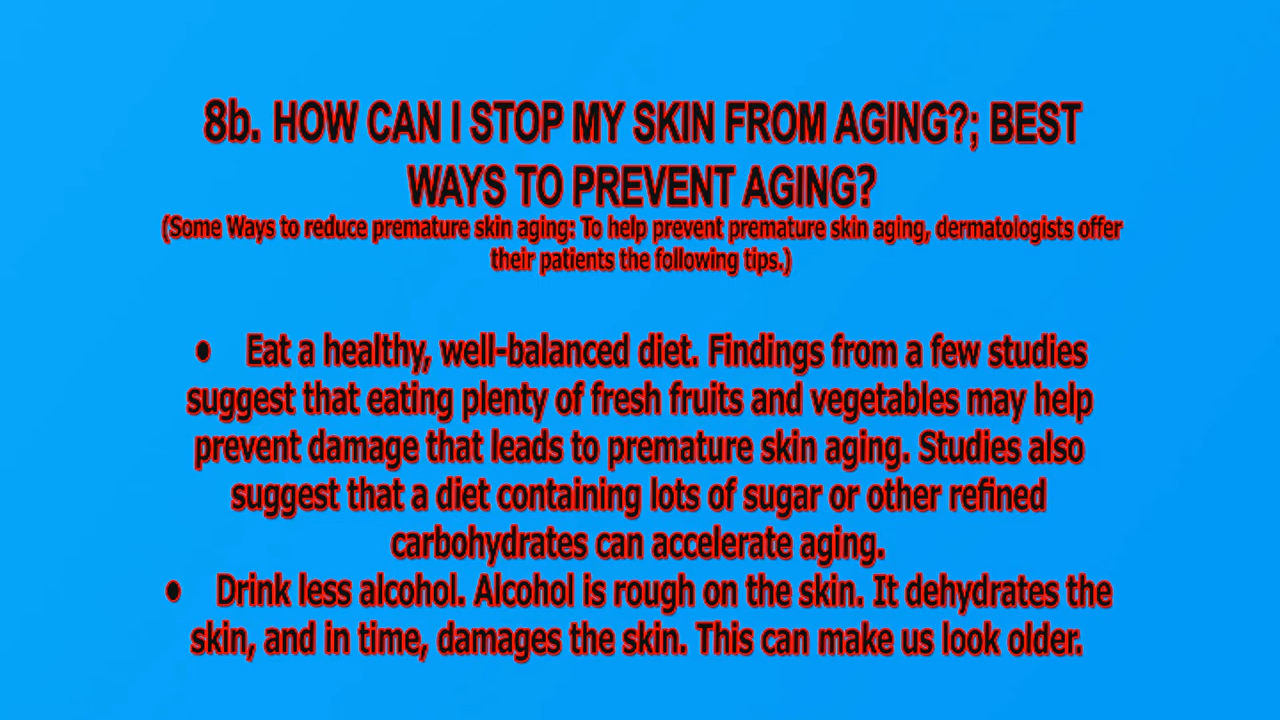 8b. HOW CAN I STOP MY SKIN FROM AGING?; BEST
WAYS TO PREVENT AGING?
(Some Ways to reduce premature skin aging: To help prevent premature skin aging, dermatologists offer
their patients the following tips.)
• Eat a healthy, well-balanced diet. Findings from a few studies
suggest that eating plenty of fresh fruits and vegetables may help
prevent damage that leads to premature skin aging. Studies also
suggest that a diet containing lots of sugar or other refined
carbohydrates can accelerate aging.
• Drink less alcohol. Alcohol is rough on the skin. It dehydrates the
skin, and in time, damages the skin. This can make us look older.